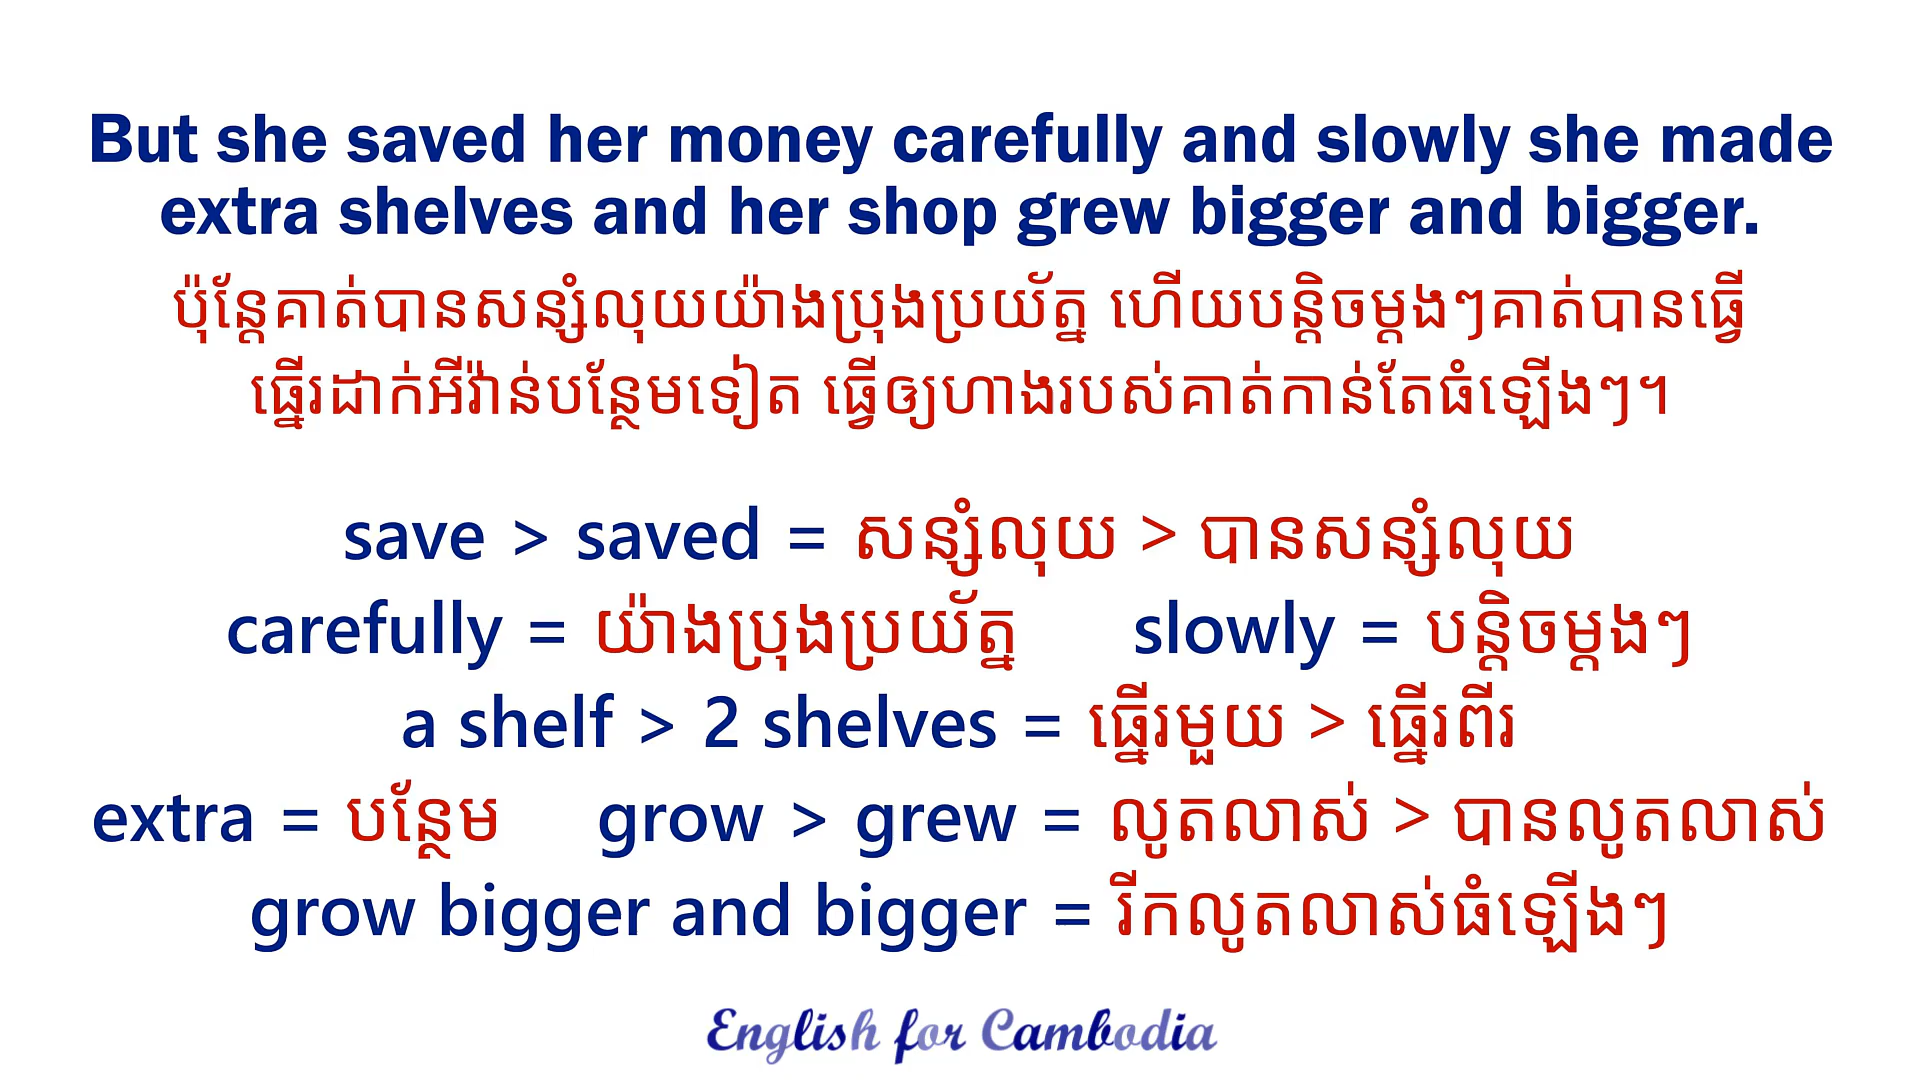 But she saved her money carefully and slowly she made
extra shelves and her shop grew bigger and bigger.
ប៉ុន្តែគាត់បានសន្សំលុយយ៉ាងប្រុងប្រយ័ត្ន ហើយបន្តិចម្តងៗគាត់បានធ្វើ
ធ្នើរដាក់អីវ៉ាន់បន្ថែមទៀត ធ្វើឲ្យហាងរបស់គាត់កាន់តែធំឡើងៗ។
save > saved = សន្សំលុយ > បានសន្សំលុយ
carefully = យ៉ាងប្រុងប្រយ័ត្ន slowly = បន្តិចម្តងៗ
a shelf > 2 shelves = ធ្នើរមួយ > ធ្នើរពីរ
extra = បន្ថែម grow > grew = លូតលាស់ > បានលូតលាស់
grow bigger and bigger = រីកលូតលាស់ធំឡើងៗ
English for Cambodia